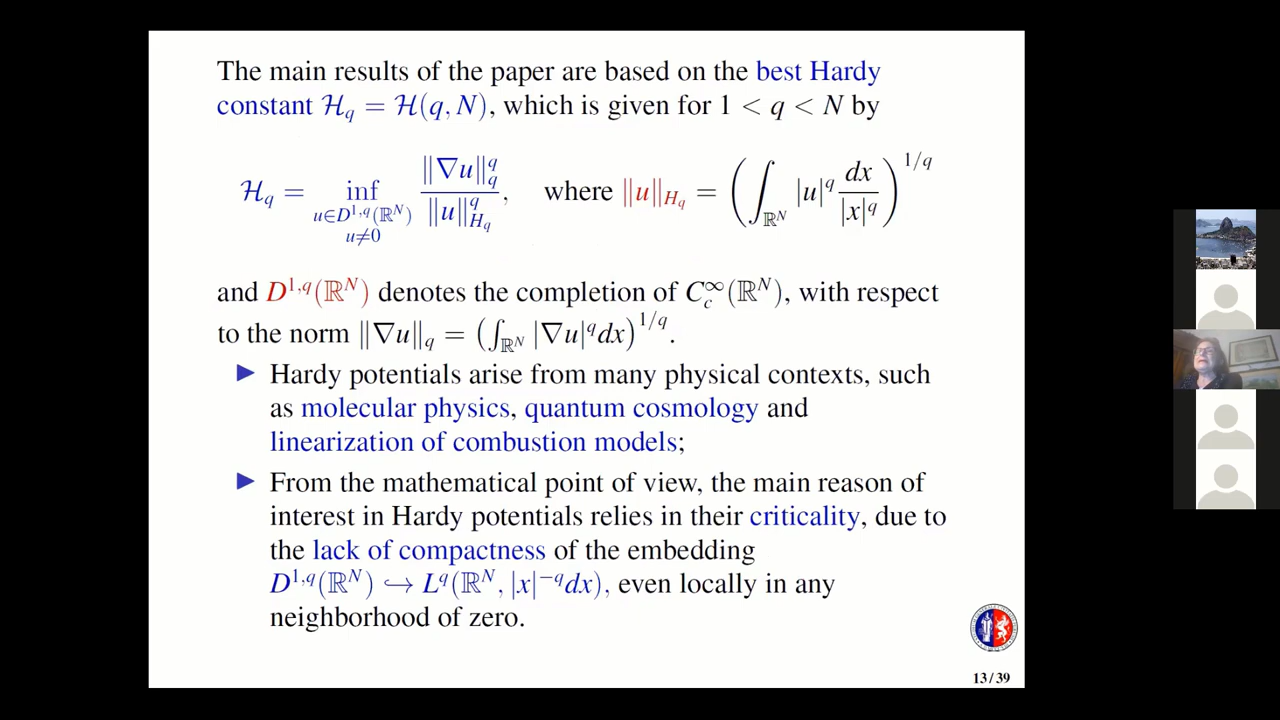 The main results of the paper are based on the best Hardy
constant ℋ_q = ℋ(q, N), which is given for 1 < q < N by
ℋ_q = inf_{u∈D^{1,q}(ℝ^N), u≠0} ‖∇u‖_q^q / ‖u‖_{H_q}^q, where ‖u‖_{H_q} = (∫_{ℝ^N} |u|^q dx/|x|^q)^{1/q}
and D^{1,q}(ℝ^N) denotes the completion of C_c^∞(ℝ^N), with respect
to the norm ‖∇u‖_q = (∫_{ℝ^N} |∇u|^q dx)^{1/q}.
▶ Hardy potentials arise from many physical contexts, such
as molecular physics, quantum cosmology and
linearization of combustion models;
▶ From the mathematical point of view, the main reason of
interest in Hardy potentials relies in their criticality, due to
the lack of compactness of the embedding
D^{1,q}(ℝ^N) ↪ L^q(ℝ^N, |x|^{-q}dx), even locally in any
neighborhood of zero.
13/39